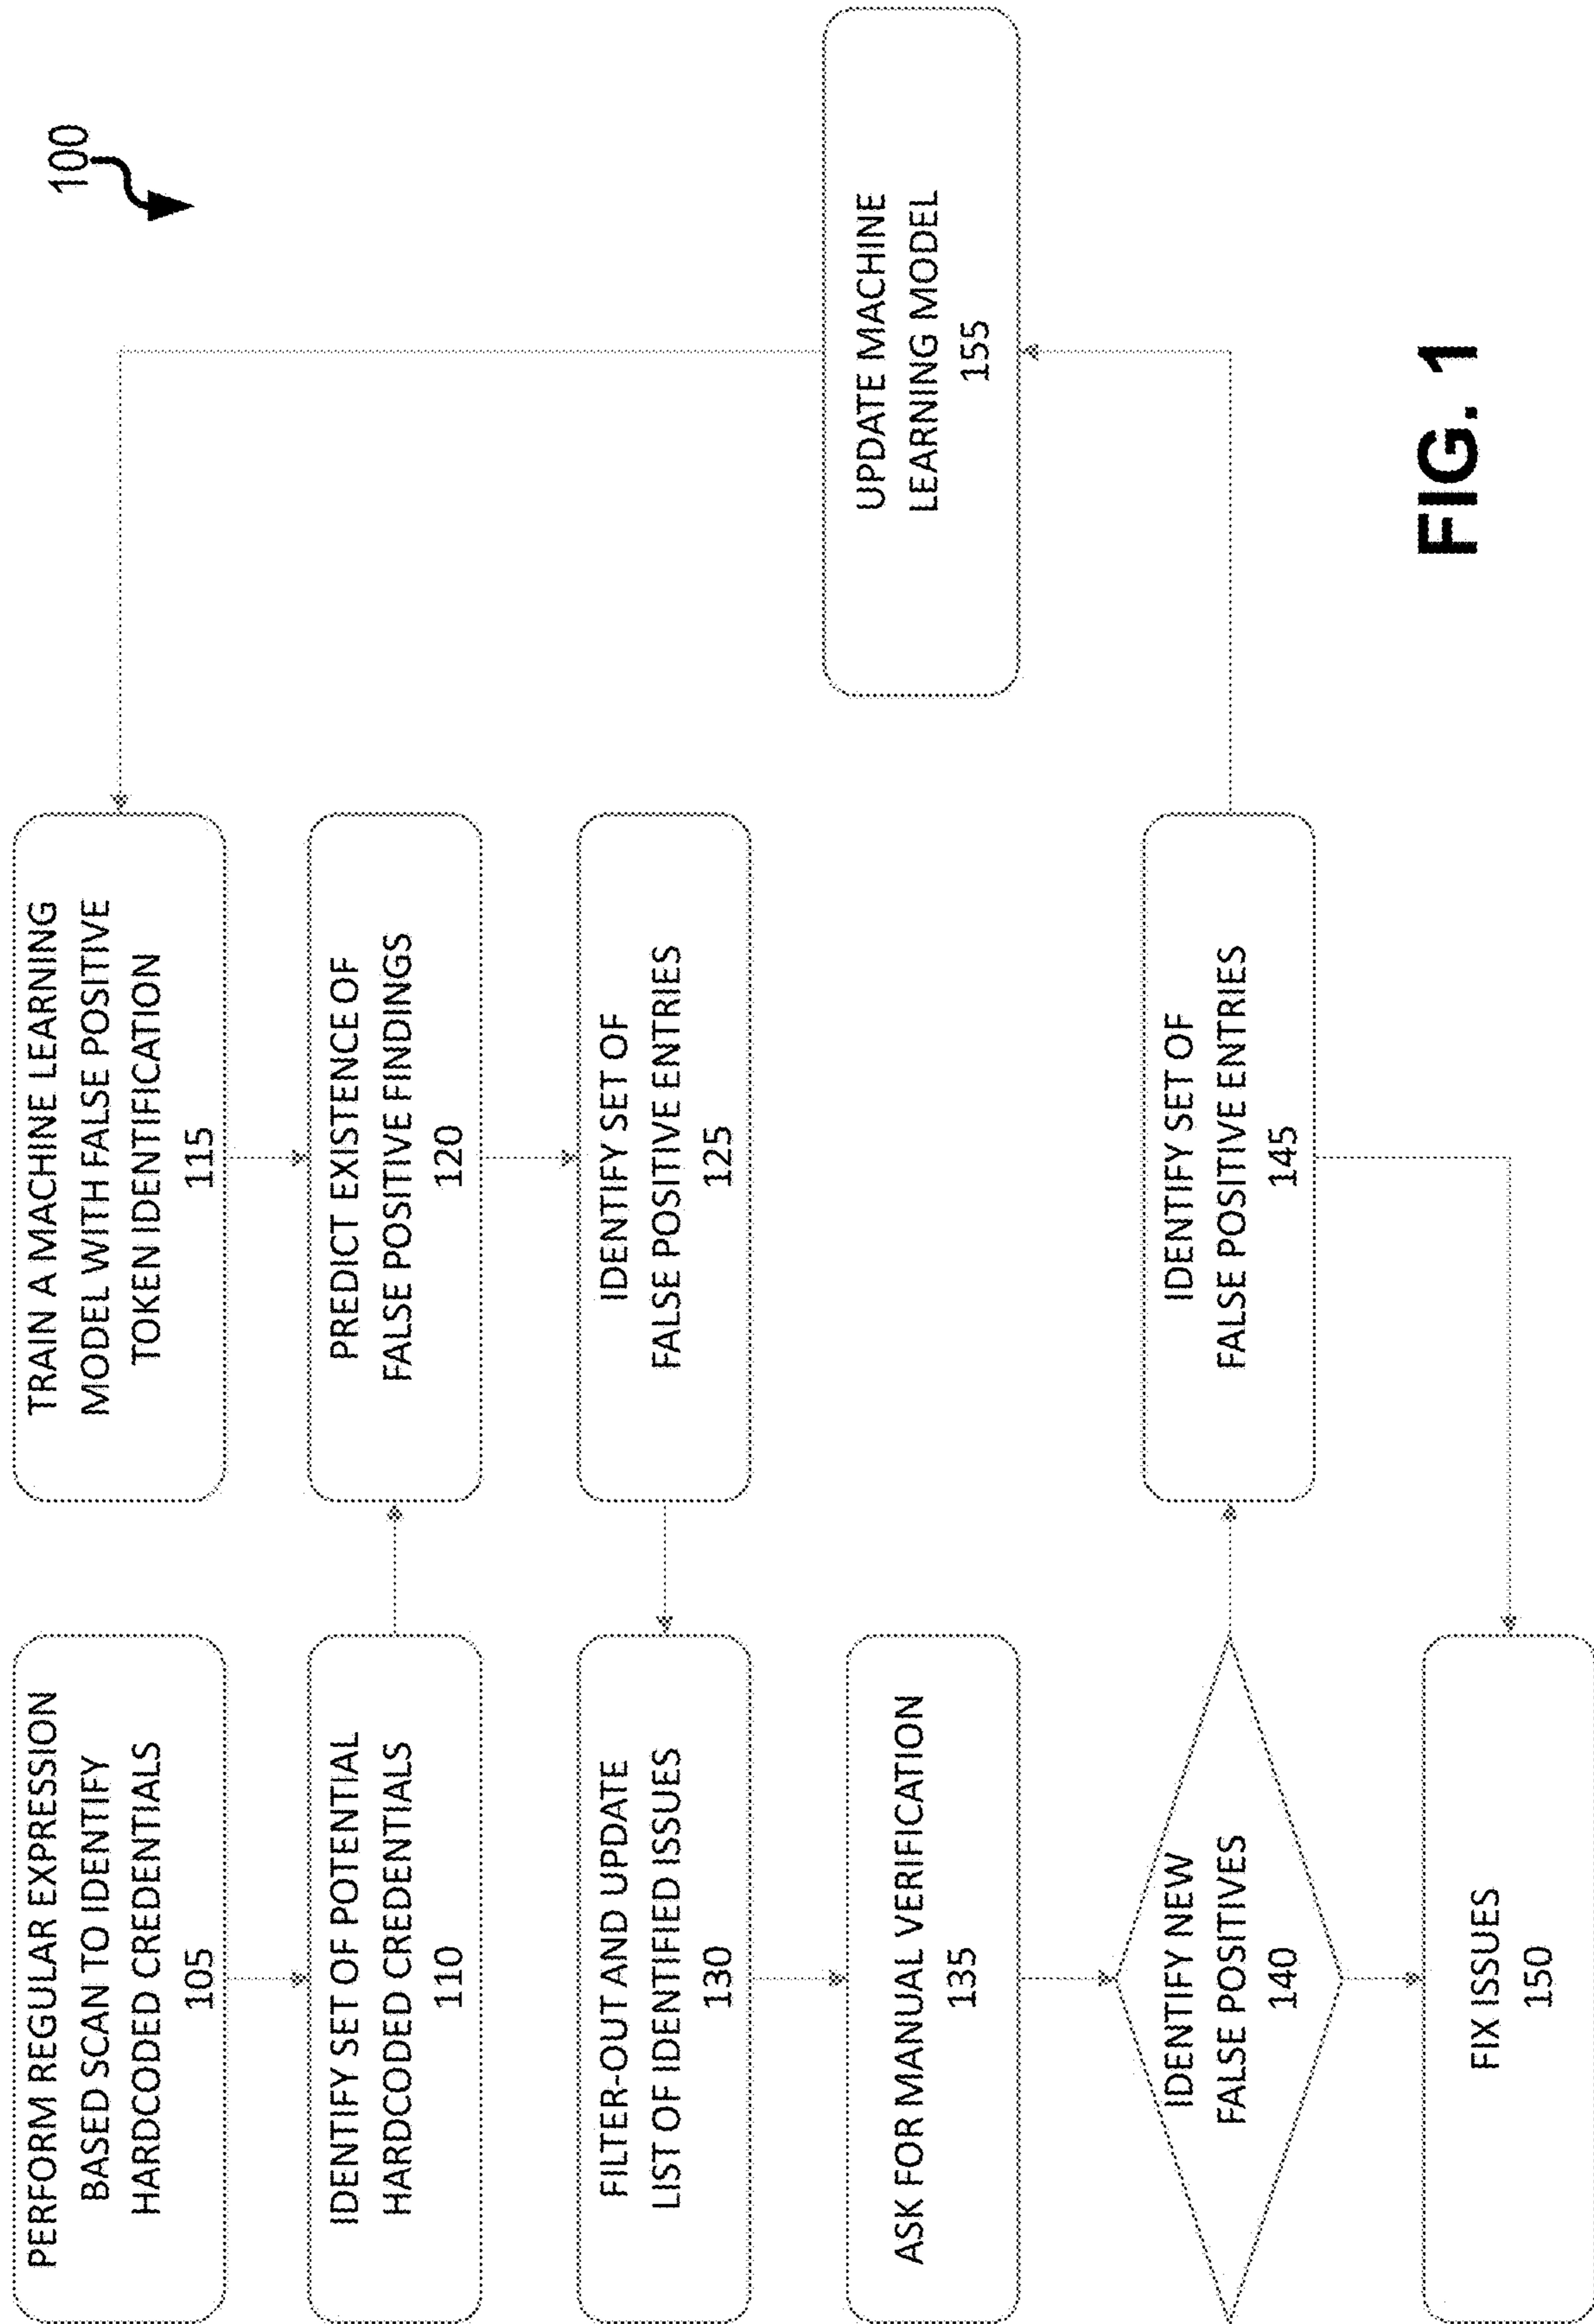 100
PERFORM REGULAR EXPRESSION
BASED SCAN TO IDENTIFY
HARDCODED CREDENTIALS
105
TRAIN A MACHINE LEARNING
MODEL WITH FALSE POSITIVE
TOKEN IDENTIFICATION
115
IDENTIFY SET OF POTENTIAL
HARDCODED CREDENTIALS
110
PREDICT EXISTENCE OF
FALSE POSITIVE FINDINGS
120
FILTER-OUT AND UPDATE
LIST OF IDENTIFIED ISSUES
130
IDENTIFY SET OF
FALSE POSITIVE ENTRIES
125
ASK FOR MANUAL VERIFICATION
135
UPDATE MACHINE
LEARNING MODEL
155
IDENTIFY NEW
FALSE POSITIVES
140
IDENTIFY SET OF
FALSE POSITIVE ENTRIES
145
FIX ISSUES
150
FIG. 1